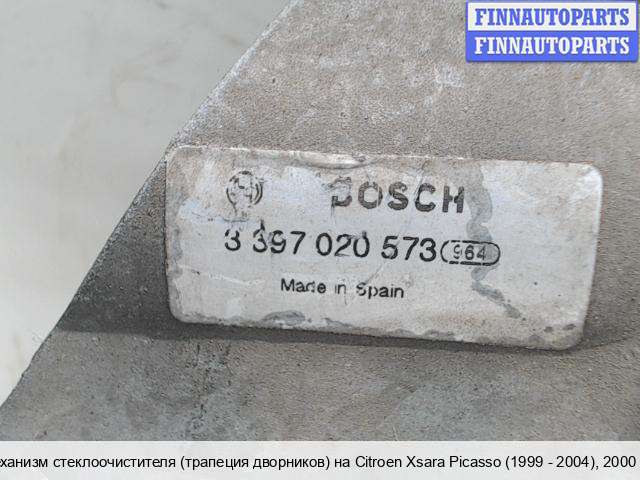 FINNAUTOPARTS
FINNAUTOPARTS
BOSCH
3 397 020 573 964
Made in Spain
еханизм стеклоочистителя (трапеция дворников) на Citroen Xsara Picasso (1999 - 2004), 2000